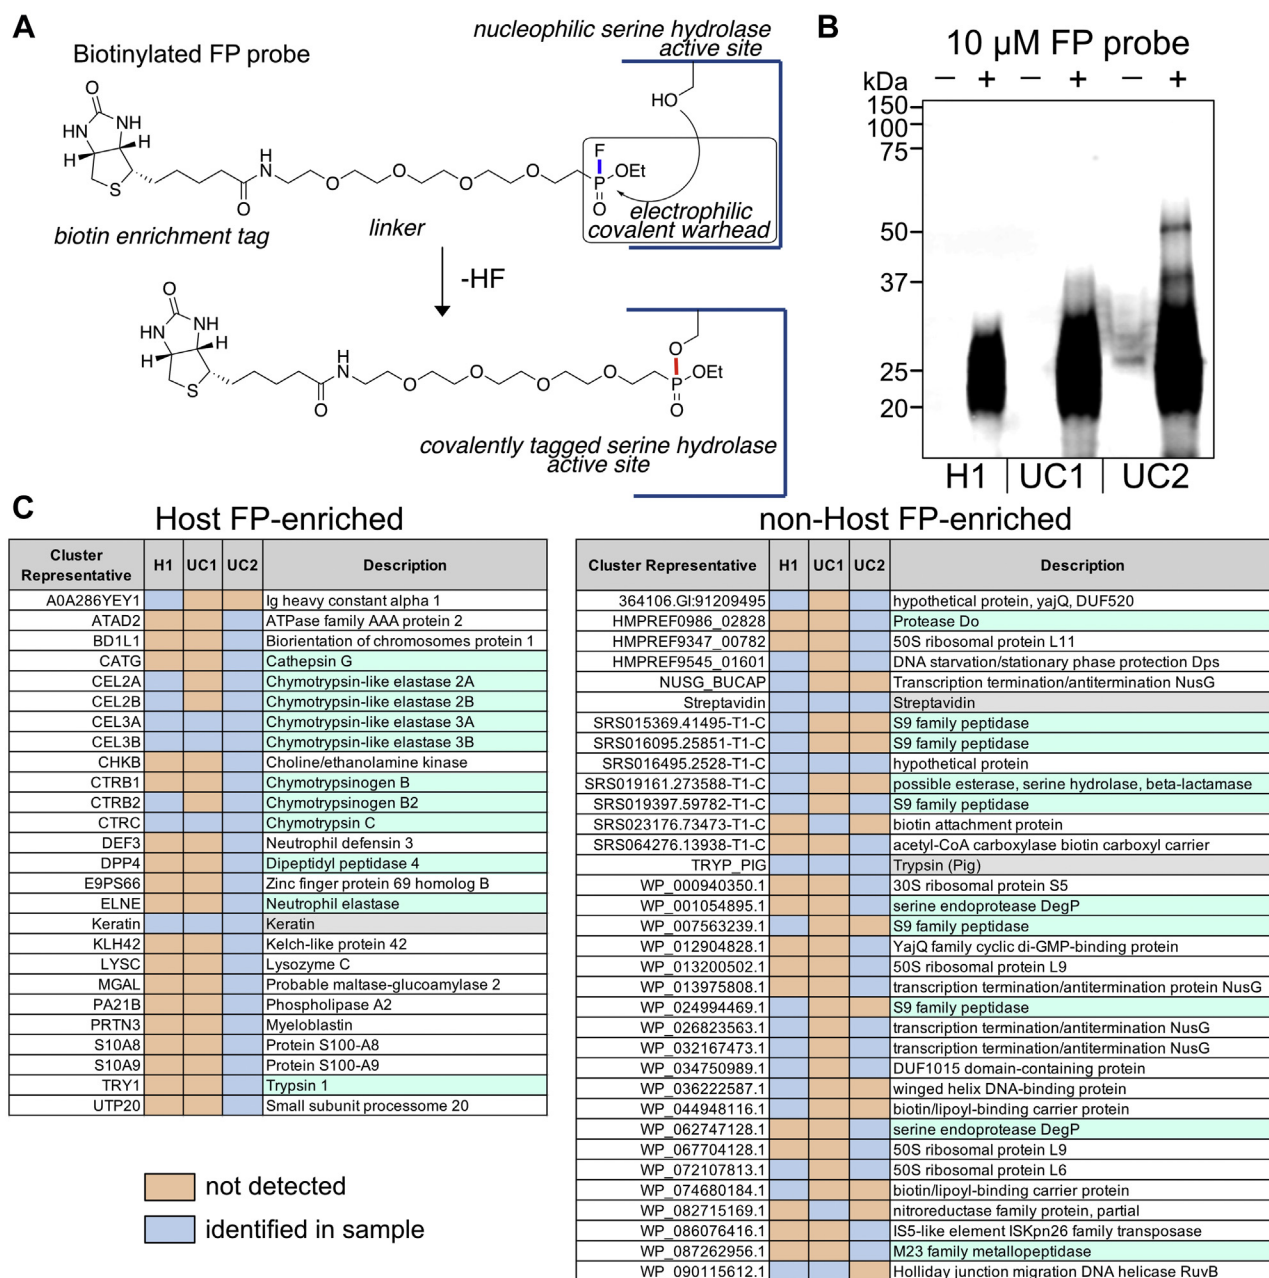 A
Biotinylated FP probe
nucleophilic serine hydrolase
active site
HO
O
HN
NH
H
H
S
O
H
N
O
O
O
O
F
P
OEt
O
electrophilic
covalent warhead
biotin enrichment tag
linker
-HF
O
HN
NH
H
H
S
O
H
N
O
O
O
O
O
P
OEt
O
covalently tagged serine hydrolase
active site
B
10 µM FP probe
kDa − + − + − +
150
100
75
50
37
25
20
H1 | UC1 | UC2
C
Host FP-enriched
Cluster Representative H1 UC1 UC2 Description
A0A286YEY1 Ig heavy constant alpha 1
ATAD2 ATPase family AAA protein 2
BD1L1 Biorientation of chromosomes protein 1
CATG Cathepsin G
CEL2A Chymotrypsin-like elastase 2A
CEL2B Chymotrypsin-like elastase 2B
CEL3A Chymotrypsin-like elastase 3A
CEL3B Chymotrypsin-like elastase 3B
CHKB Choline/ethanolamine kinase
CTRB1 Chymotrypsinogen B
CTRB2 Chymotrypsinogen B2
CTRC Chymotrypsin C
DEF3 Neutrophil defensin 3
DPP4 Dipeptidyl peptidase 4
E9PS66 Zinc finger protein 69 homolog B
ELNE Neutrophil elastase
Keratin Keratin
KLH42 Kelch-like protein 42
LYSC Lysozyme C
MGAL Probable maltase-glucoamylase 2
PA21B Phospholipase A2
PRTN3 Myeloblastin
S10A8 Protein S100-A8
S10A9 Protein S100-A9
TRY1 Trypsin 1
UTP20 Small subunit processome 20
not detected
identified in sample
non-Host FP-enriched
Cluster Representative H1 UC1 UC2 Description
364106.GI:91209495 hypothetical protein, yajQ, DUF520
HMPREF0986_02828 Protease Do
HMPREF9347_00782 50S ribosomal protein L11
HMPREF9545_01601 DNA starvation/stationary phase protection Dps
NUSG_BUCAP Transcription termination/antitermination NusG
Streptavidin Streptavidin
SRS015369.41495-T1-C S9 family peptidase
SRS016095.25851-T1-C S9 family peptidase
SRS016495.2528-T1-C hypothetical protein
SRS019161.273588-T1-C possible esterase, serine hydrolase, beta-lactamase
SRS019397.59782-T1-C S9 family peptidase
SRS023176.73473-T1-C biotin attachment protein
SRS064276.13938-T1-C acetyl-CoA carboxylase biotin carboxyl carrier
TRYP_PIG Trypsin (Pig)
WP_000940350.1 30S ribosomal protein S5
WP_001054895.1 serine endoprotease DegP
WP_007563239.1 S9 family peptidase
WP_012904828.1 YajQ family cyclic di-GMP-binding protein
WP_013200502.1 50S ribosomal protein L9
WP_013975808.1 transcription termination/antitermination protein NusG
WP_024994469.1 S9 family peptidase
WP_026823563.1 transcription termination/antitermination NusG
WP_032167473.1 transcription termination/antitermination NusG
WP_034750989.1 DUF1015 domain-containing protein
WP_036222587.1 winged helix DNA-binding protein
WP_044948116.1 biotin/lipoyl-binding carrier protein
WP_062747128.1 serine endoprotease DegP
WP_067704128.1 50S ribosomal protein L9
WP_072107813.1 50S ribosomal protein L6
WP_074680184.1 biotin/lipoyl-binding carrier protein
WP_082715169.1 nitroreductase family protein, partial
WP_086076416.1 IS5-like element ISKpn26 family transposase
WP_087262956.1 M23 family metallopeptidase
WP_090115612.1 Holliday junction migration DNA helicase RuvB